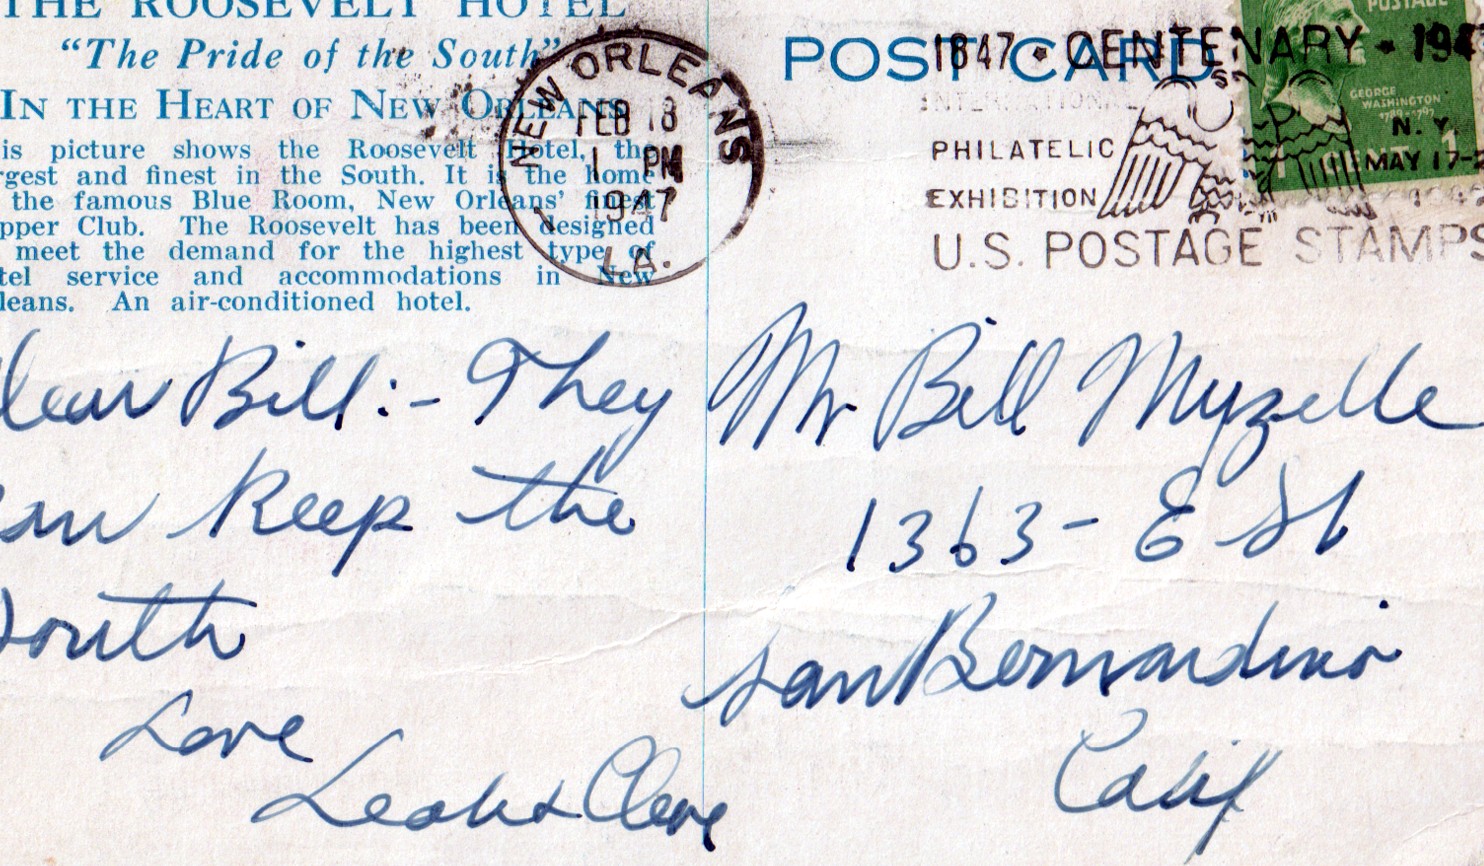 THE ROOSEVELT HOTEL
"The Pride of the South"
IN THE HEART OF NEW ORLEANS
is picture shows the Roosevelt Hotel, the
rgest and finest in the South. It is the home
the famous Blue Room, New Orleans' finest
pper Club. The Roosevelt has been designed
meet the demand for the highest type of
tel service and accommodations in New
leans. An air-conditioned hotel.
NEW ORLEANS
FEB 18
1 PM
1947
LA.
POST CARD
1847 • CENTENARY • 1947
INTERNATIONAL
PHILATELIC
EXHIBITION
N. Y.
MAY 17-
U.S. POSTAGE STAMPS
POSTAGE
GEORGE
WASHINGTON
1789-1797
1 CENT
Dear Bill:- They
can keep the
South
Love
Leah & Cleve
Mr Bill Myzelle
1363- E St
San Bernardino
Calif